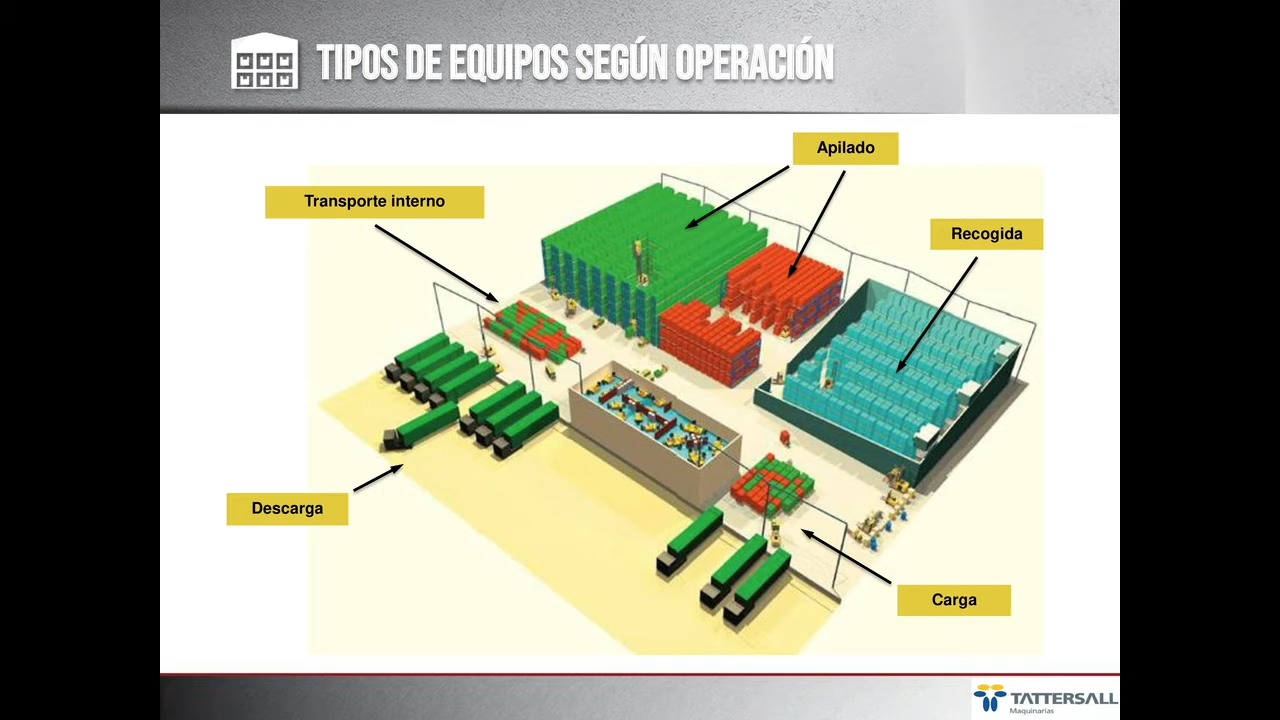 TIPOS DE EQUIPOS SEGÚN OPERACIÓN
Apilado
Transporte interno
Recogida
Descarga
Carga
TATTERSALL
Maquinarias